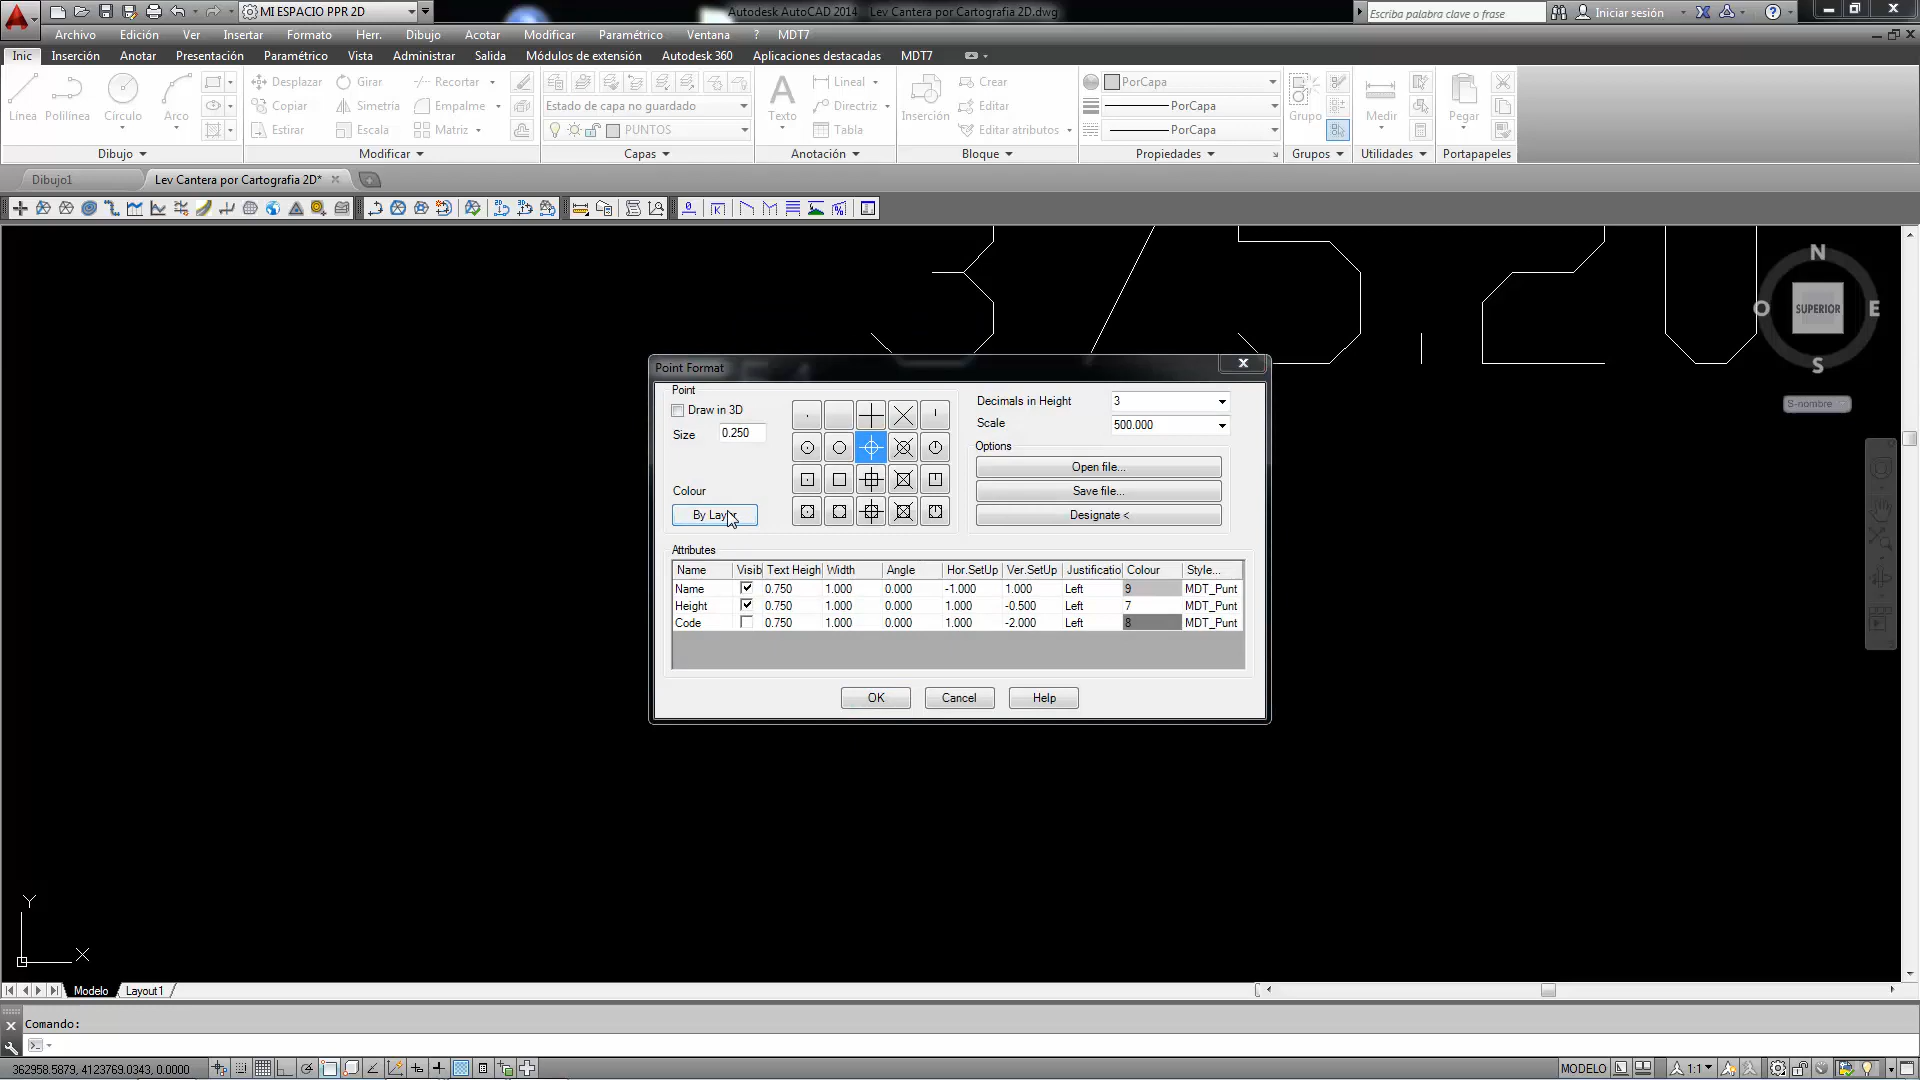 MI ESPACIO PPR 2D
Autodesk AutoCAD 2014 Lev Cantera por Cartografia 2D.dwg
Escriba palabra clave o frase
Iniciar sesión
Archivo Edición Ver Insertar Formato Herr. Dibujo Acotar Modificar Paramétrico Ventana ? MDT7
Inic Inserción Anotar Presentación Paramétrico Vista Administrar Salida Módulos de extensión Autodesk 360 Aplicaciones destacadas MDT7
Línea Polilínea Círculo Arco
Desplazar Girar Recortar
Copiar Simetría Empalme
Estirar Escala Matriz
Estado de capa no guardado
PUNTOS
Texto
Lineal
Directriz
Tabla
Inserción
Crear
Editar
Editar atributos
PorCapa
PorCapa
PorCapa
Grupo
Medir
Pegar
Dibujo Modificar Capas Anotación Bloque Propiedades Grupos Utilidades Portapapeles
Dibujo1 Lev Cantera por Cartografia 2D*
N
O SUPERIOR E
S
S-nombre
Point Format
Point
Draw in 3D
Size 0.250
Colour
By Layer
Decimals in Height 3
Scale 500.000
Options
Open file...
Save file...
Designate <
Attributes
Name Visib Text Heigh Width Angle Hor.SetUp Ver.SetUp Justificatio Colour Style...
Name 0.750 1.000 0.000 -1.000 1.000 Left 9 MDT_Punt
Height 0.750 1.000 0.000 1.000 -0.500 Left 7 MDT_Punt
Code 0.750 1.000 0.000 1.000 -2.000 Left 8 MDT_Punt
OK Cancel Help
Y
X
Modelo Layout1
Comando:
362958.5879, 4123769.0343, 0.0000
MODELO
1:1